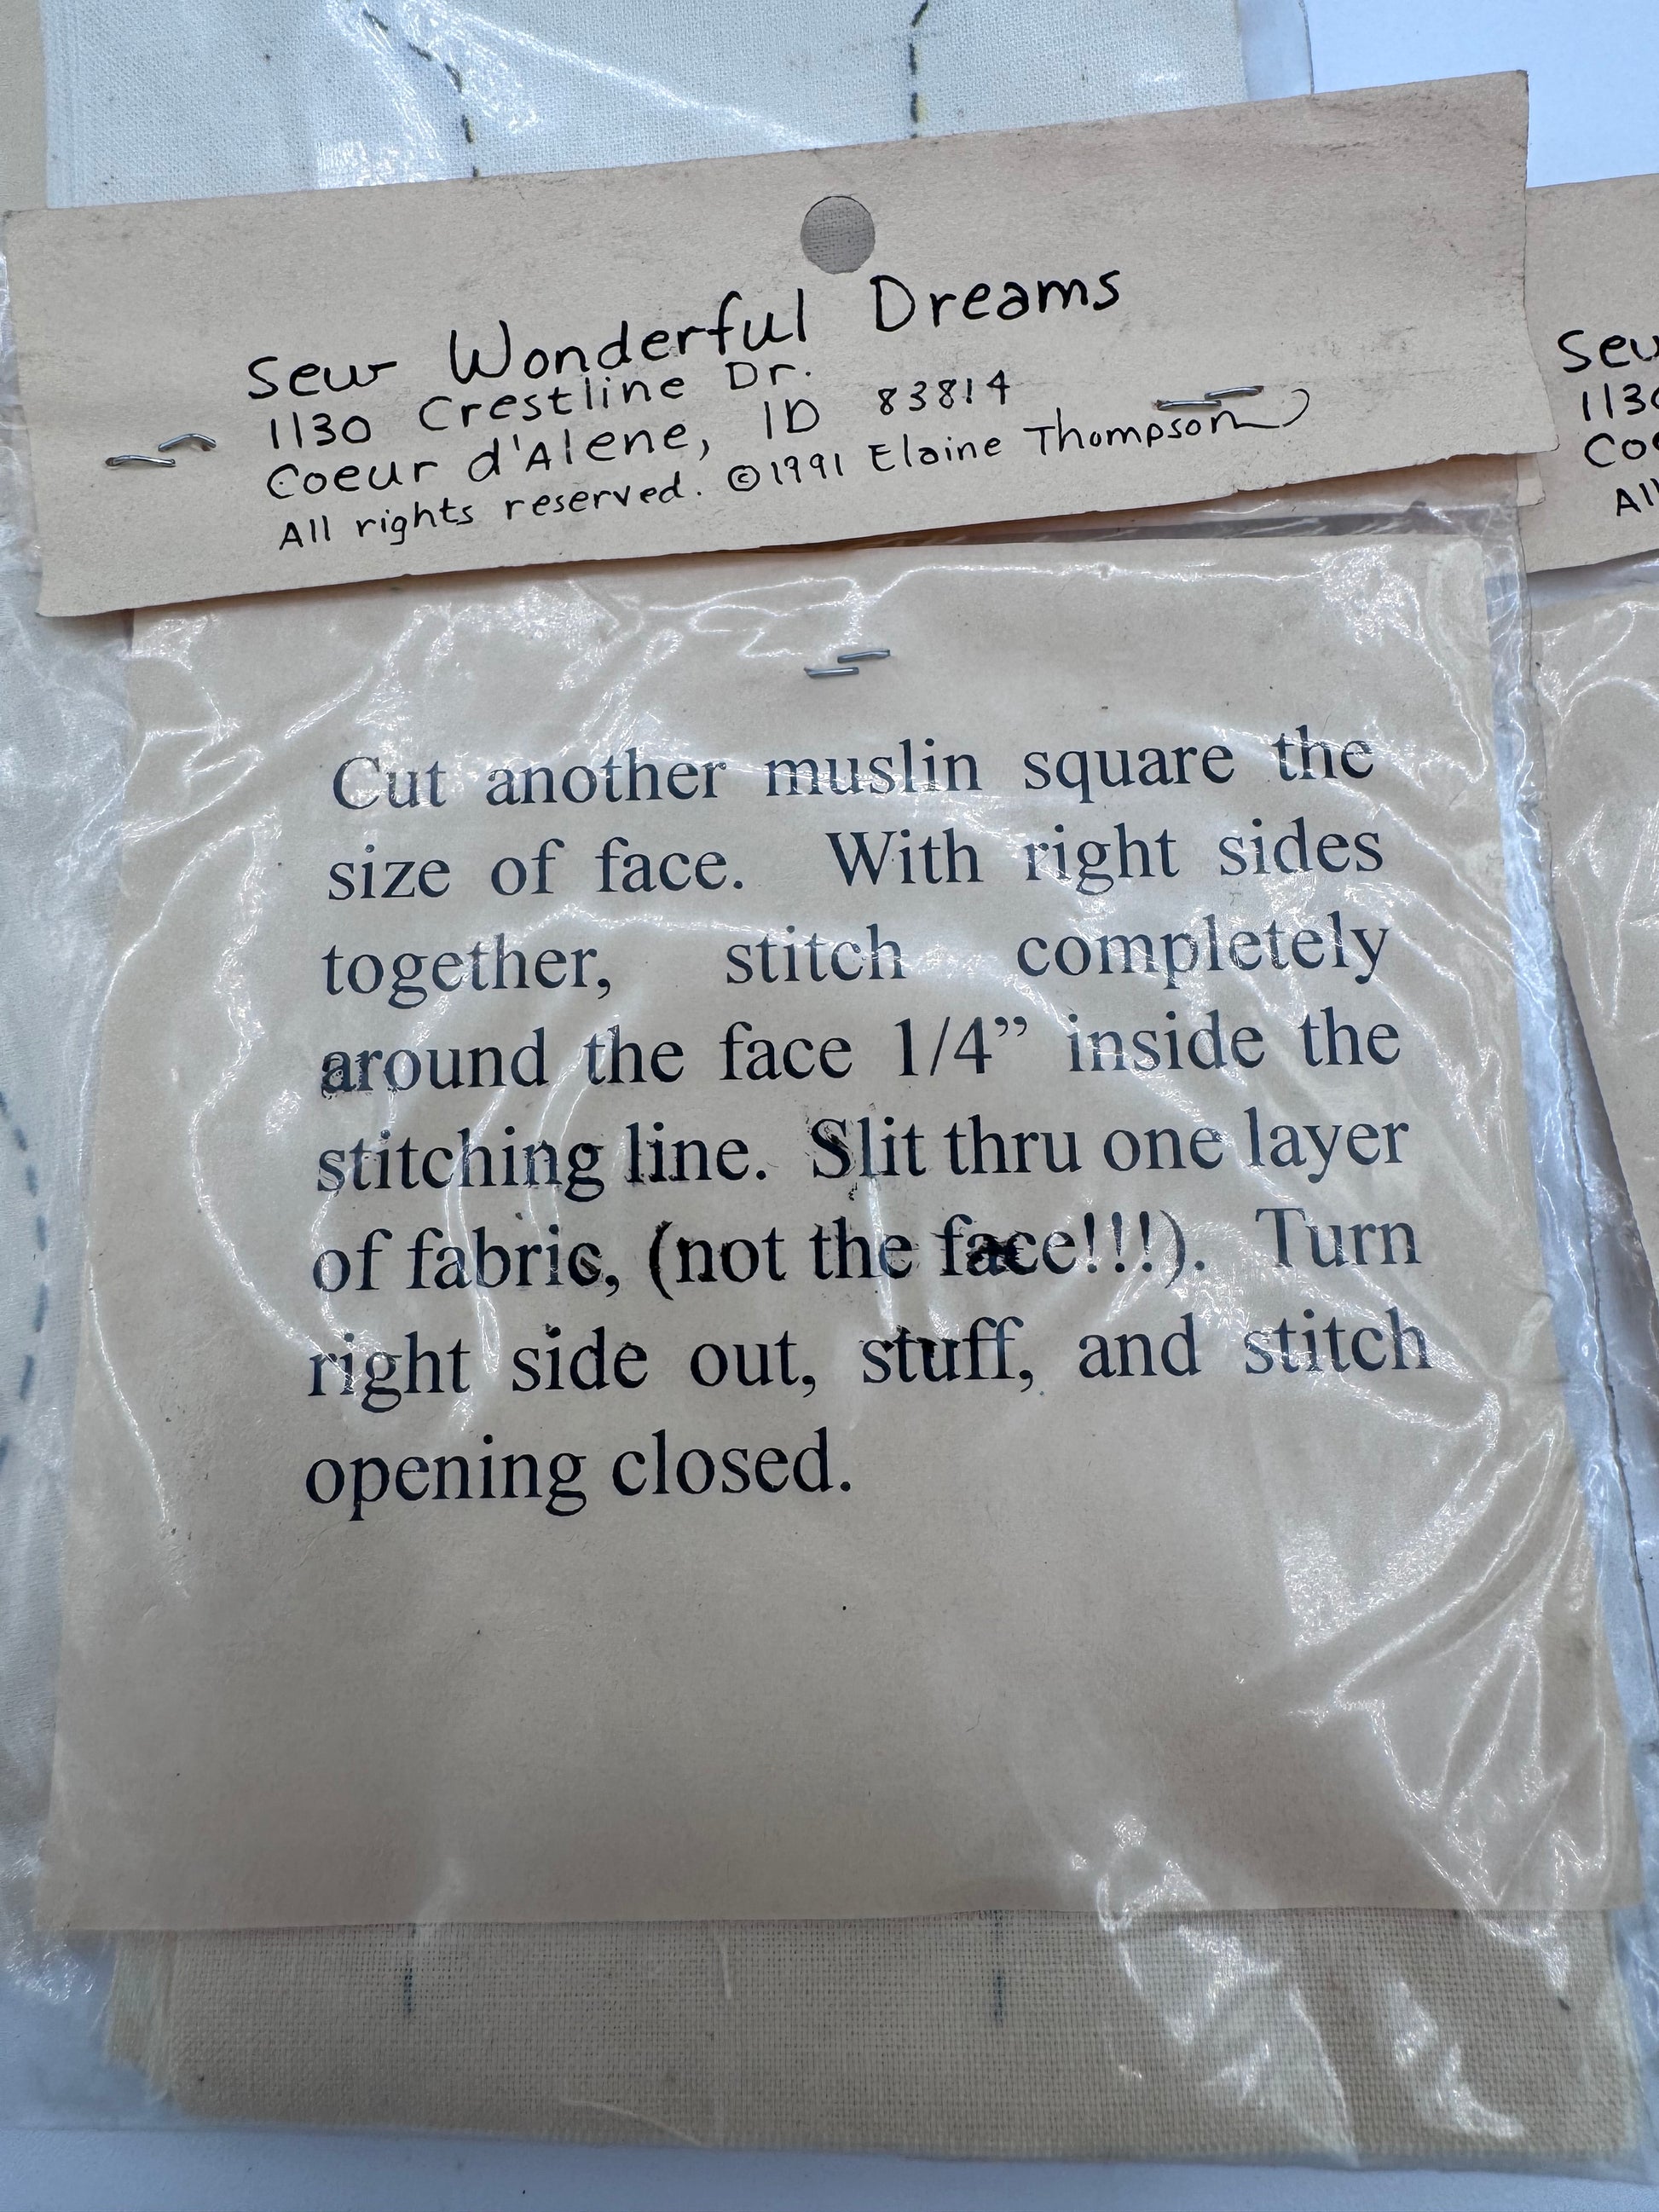 Sew Wonderful Dreams
1130 Crestline Dr.
Coeur d'Alene, ID 83814
All rights reserved. ©1991 Elaine Thompson
Cut another muslin square the
size of face. With right sides
together, stitch completely
around the face 1/4” inside the
stitching line. Slit thru one layer
of fabric, (not the face!!!). Turn
right side out, stuff, and stitch
opening closed.